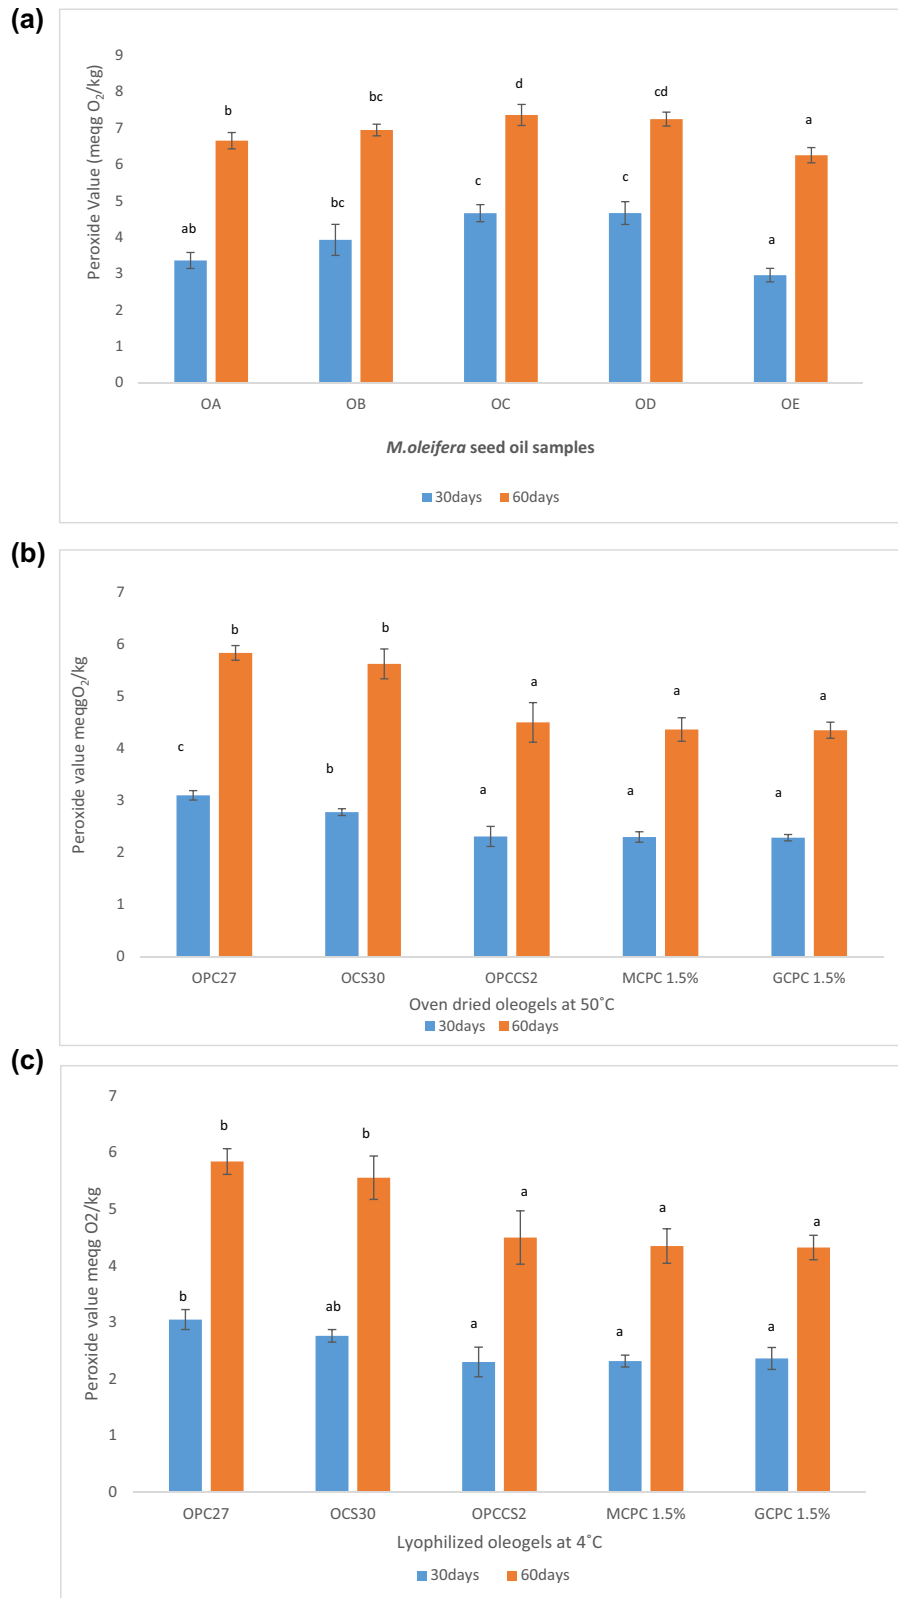 (a)
Peroxide Value (meqg O₂/kg)
9
8
7
6
5
4
3
2
1
0
ab
b
bc
bc
c
d
c
cd
a
a
OA OB OC OD OE
M.oleifera seed oil samples
30days 60days
(b)
Peroxide value meqgO₂/kg
7
6
5
4
3
2
1
0
c
b
b
b
a
a
a
a
a
a
OPC27 OCS30 OPCCS2 MCPC 1.5% GCPC 1.5%
Oven dried oleogels at 50˚C
30days 60days
(c)
Peroxide value meqg O2/kg
7
6
5
4
3
2
1
0
b
b
ab
b
a
a
a
a
a
a
OPC27 OCS30 OPCCS2 MCPC 1.5% GCPC 1.5%
Lyophilized oleogels at 4˚C
30days 60days